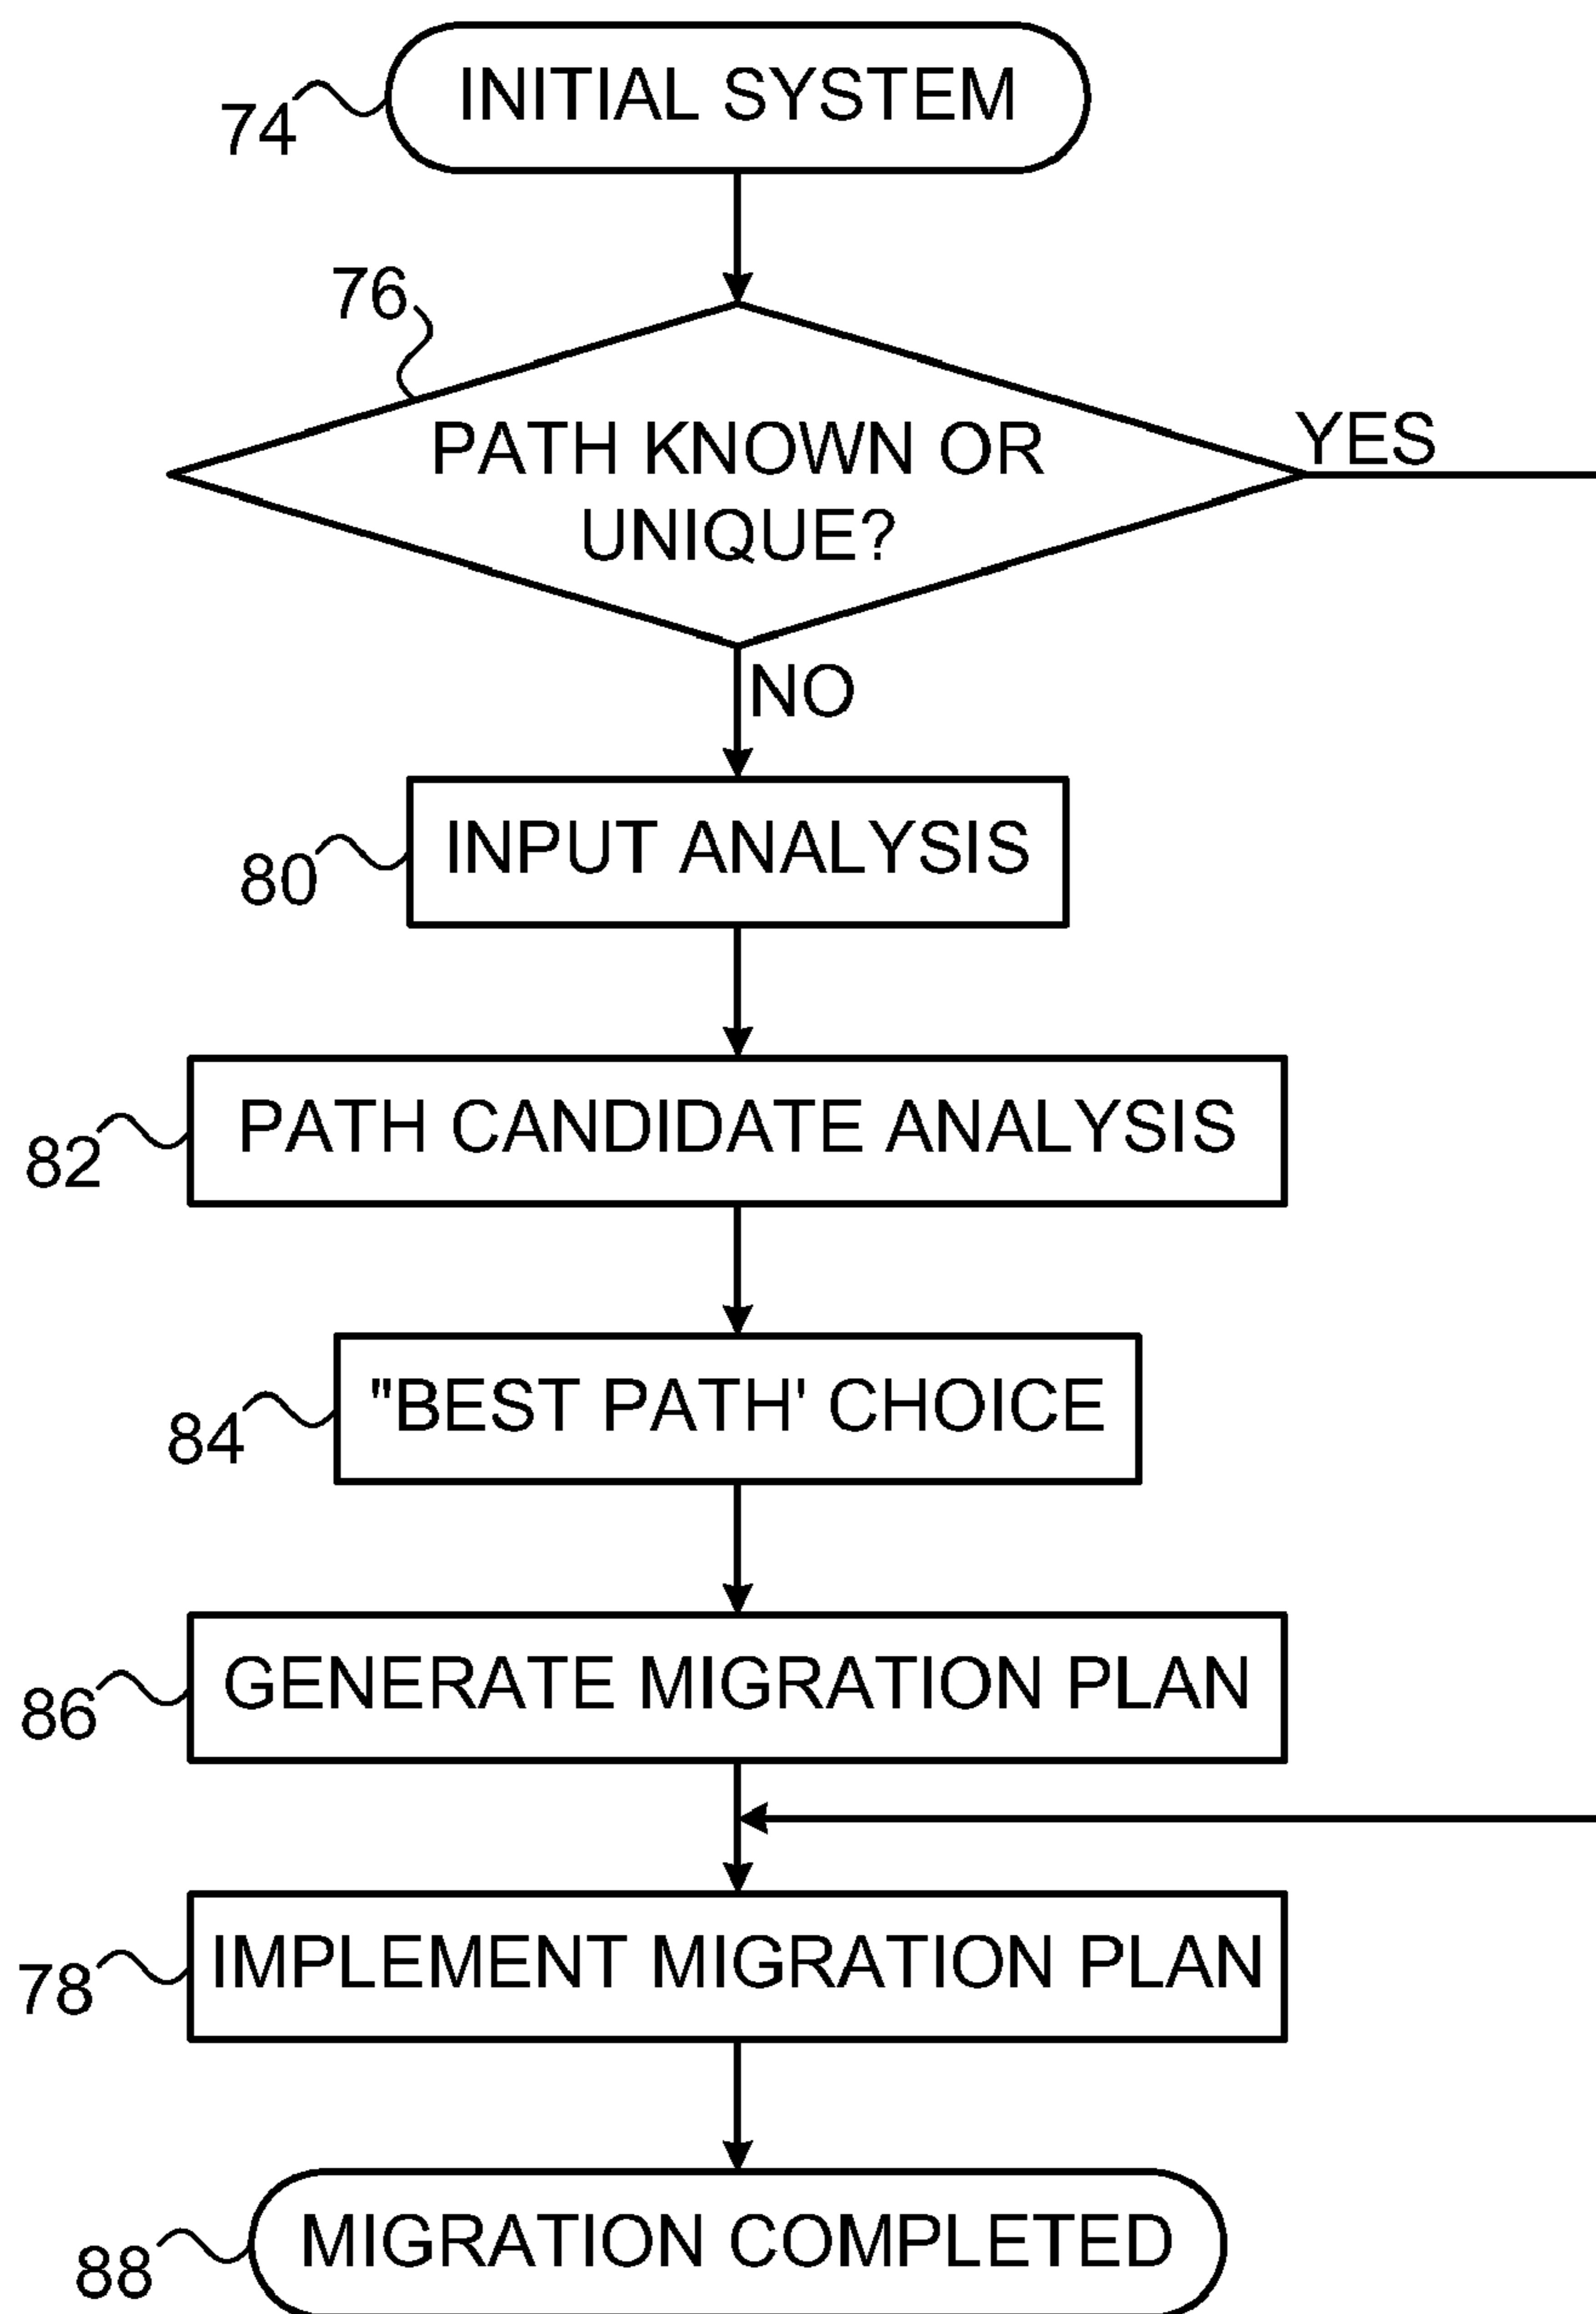 INITIAL SYSTEM
74
76
PATH KNOWN OR
UNIQUE?
YES
NO
INPUT ANALYSIS
80
PATH CANDIDATE ANALYSIS
82
"BEST PATH' CHOICE
84
GENERATE MIGRATION PLAN
86
IMPLEMENT MIGRATION PLAN
78
MIGRATION COMPLETED
88